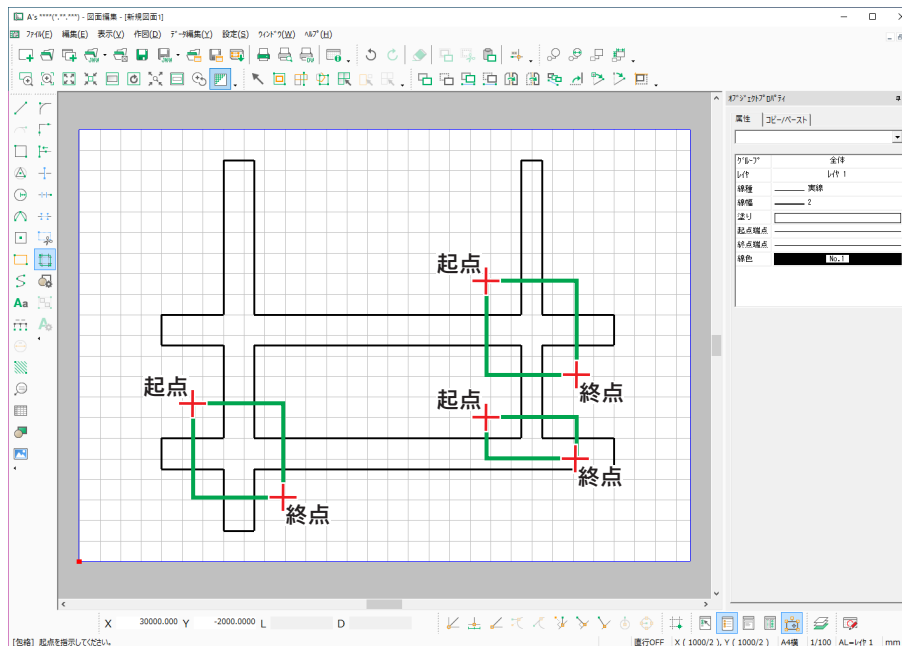 A's ****(*.**.***) - 図面編集 - [新規図面1]
ﾌｧｲﾙ(F) 編集(E) 表示(V) 作図(D) ﾃﾞｰﾀ編集(Y) 設定(S) ｳｨﾝﾄﾞｳ(W) ﾍﾙﾌﾟ(H)
JWW JWW DW
ｵﾌﾞｼﾞｪｸﾄﾌﾟﾛﾊﾟﾃｨ
属性 ｺﾋﾟｰ/ﾍﾟｰｽﾄ
ｸﾞﾙｰﾌﾟ 全体
ﾚｲﾔ ﾚｲﾔ 1
線種 実線
線幅 2
塗り
起点端点
終点端点
線色 No.1
Aa
起点
終点
起点
終点
起点
終点
X 30000.000 Y -2000.0000 L D
[包絡] 起点を指示してください。
直行OFF X ( 1000/2 ), Y ( 1000/2 ) A4横 1/100 AL=ﾚｲﾔ 1 mm